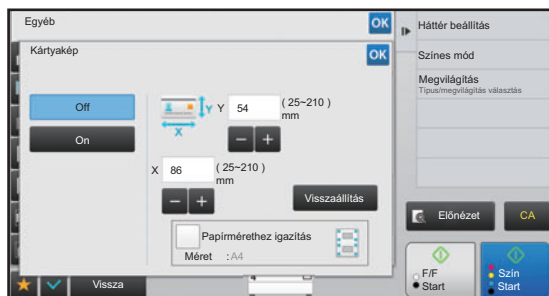 Egyéb
OK
Kártyakép
OK
Off
On
Y
Y 54 ( 25~210 )
mm
X
X 86 ( 25~210 )
mm
Visszaállítás
Papírmérethez igazítás
Méret :A4
Vissza
Háttér beállítás
Színes mód
Megvilágítás
Típus/megvilágítás választás
Előnézet
CA
F/F
Start
Szín
Start